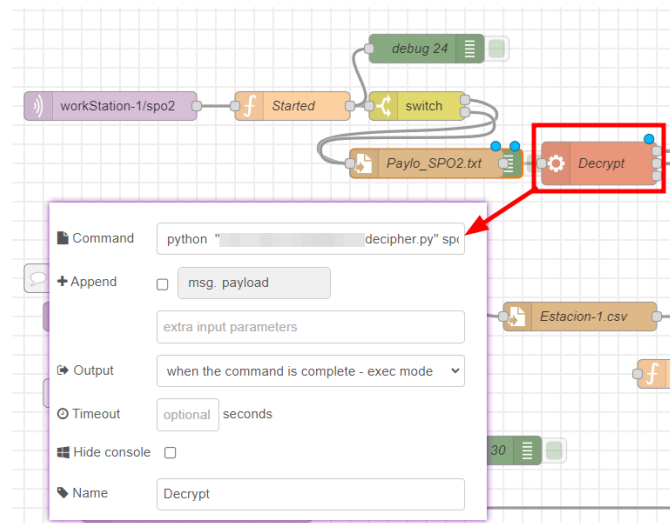 debug 24
workStation-1/spo2
Started
switch
Paylo_SPO2.txt
Decrypt
Command
python "decipher.py" spo
Append
msg. payload
extra input parameters
Estacion-1.csv
Output
when the command is complete - exec mode
Timeout
optional
seconds
Hide console
30
Name
Decrypt